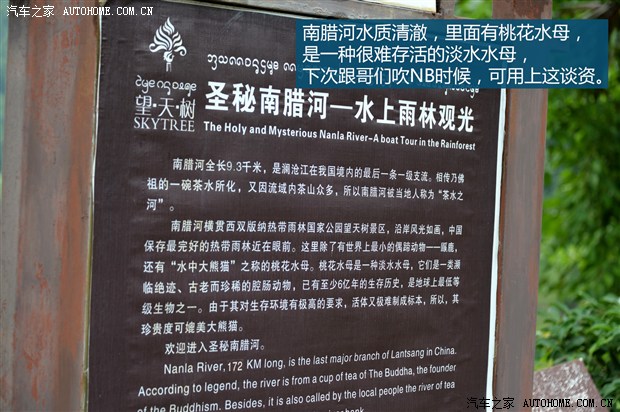 汽车之家 AUTOHOME.COM.CN
南腊河水质清澈，里面有桃花水母，
是一种很难存活的淡水水母，
下次跟哥们吹NB时候，可用上这谈资。
望·天·树
SKYTREE
圣秘南腊河—水上雨林观光
The Holy and Mysterious Nanla River–A boat Tour in the Rainforest
南腊河全长9.3千米，是澜沧江在我国境内的最后一条一级支流。相传乃佛
祖的一碗茶水所化，又因流域内茶山众多，所以南腊河被当地人称为“茶水之
河”。
南腊河横贯西双版纳热带雨林国家公园望天树景区，沿岸风光如画，中国
保存最完好的热带雨林近在眼前。这里除了有世界上最小的偶蹄动物——鼷鹿，
还有“水中大熊猫”之称的桃花水母。桃花水母是一种淡水水母，它们是一类濒
临绝迹、古老而珍稀的腔肠动物，已有至少6亿年的生存历史，是地球上最低等
级生物之一。由于其对生存环境有极高的要求，活体又极难制成标本，所以，其
珍贵度可媲美大熊猫。
欢迎进入圣秘南腊河。
Nanla River, 172 KM long, is the last major branch of Lantsang in China.
According to legend, the river is from a cup of tea of The Buddha, the founder
of the Buddhism. Besides, it is also called by the local people the river of tea
汽车之家 AUTOHOME.COM.CN